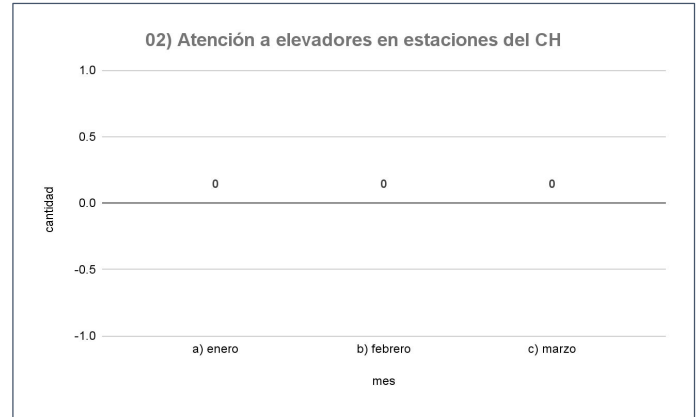 02) Atención a elevadores en estaciones del CH
1.0
0.5
0 0 0
0.0
cantidad
-0.5
-1.0
a) enero b) febrero c) marzo
mes